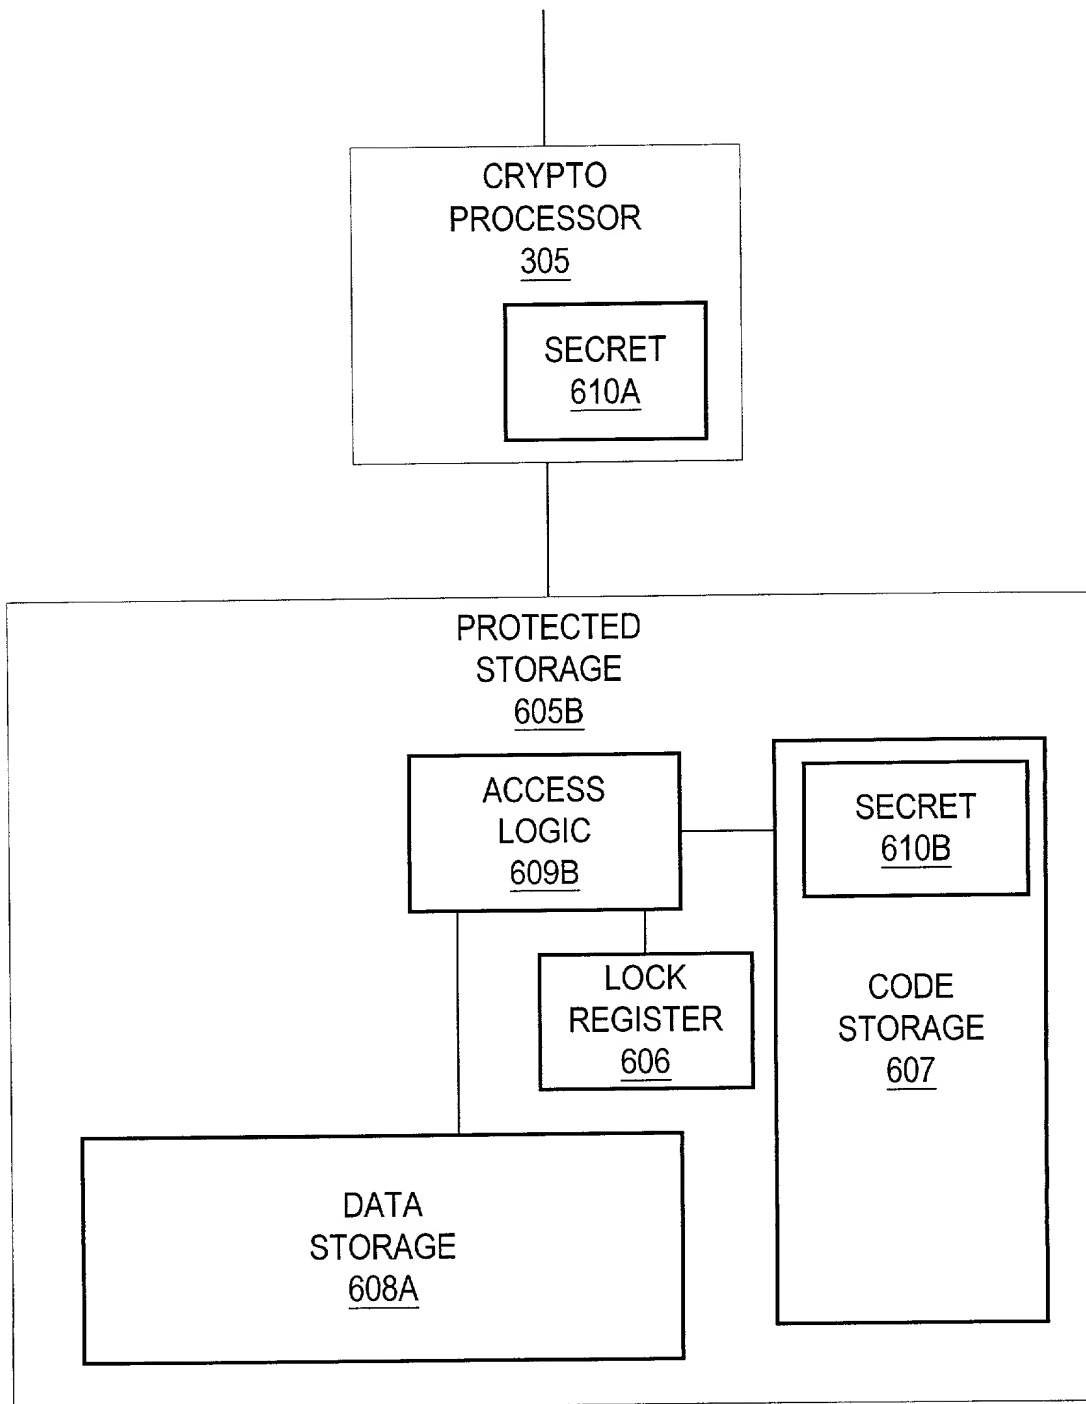 CRYPTO
PROCESSOR
305
SECRET
610A
PROTECTED
STORAGE
605B
ACCESS
LOGIC
609B
SECRET
610B
LOCK
REGISTER
606
CODE
STORAGE
607
DATA
STORAGE
608A